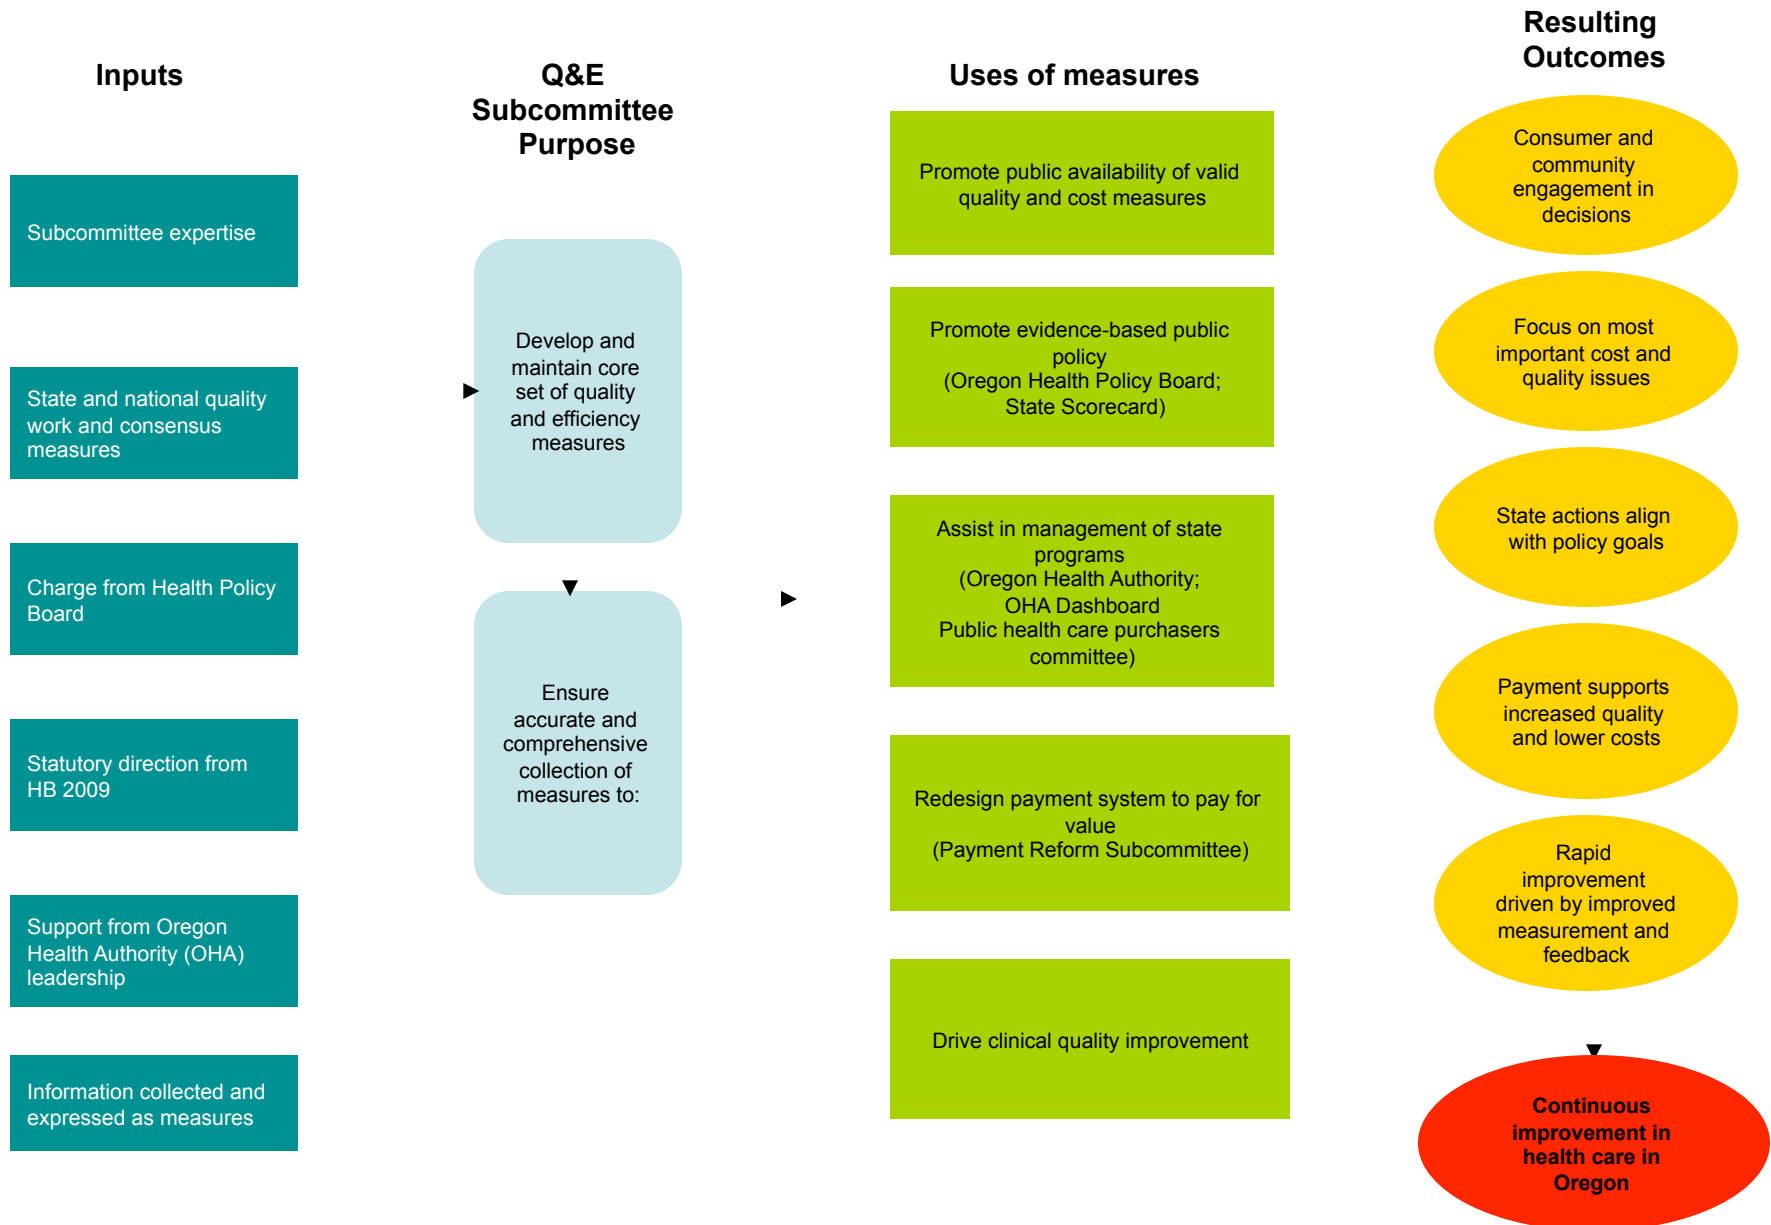 Inputs
Subcommittee expertise
State and national quality
work and consensus
measures
Charge from Health Policy
Board
Statutory direction from
HB 2009
Support from Oregon
Health Authority (OHA)
leadership
Information collected and
expressed as measures
Q&E
Subcommittee
Purpose
Develop and
maintain core
set of quality
and efficiency
measures
Ensure
accurate and
comprehensive
collection of
measures to:
Uses of measures
Promote public availability of valid
quality and cost measures
Promote evidence-based public
policy
(Oregon Health Policy Board;
State Scorecard)
Assist in management of state
programs
(Oregon Health Authority;
OHA Dashboard
Public health care purchasers
committee)
Redesign payment system to pay for
value
(Payment Reform Subcommittee)
Drive clinical quality improvement
Resulting
Outcomes
Consumer and
community
engagement in
decisions
Focus on most
important cost and
quality issues
State actions align
with policy goals
Payment supports
increased quality
and lower costs
Rapid
improvement
driven by improved
measurement and
feedback
Continuous
improvement in
health care in
Oregon